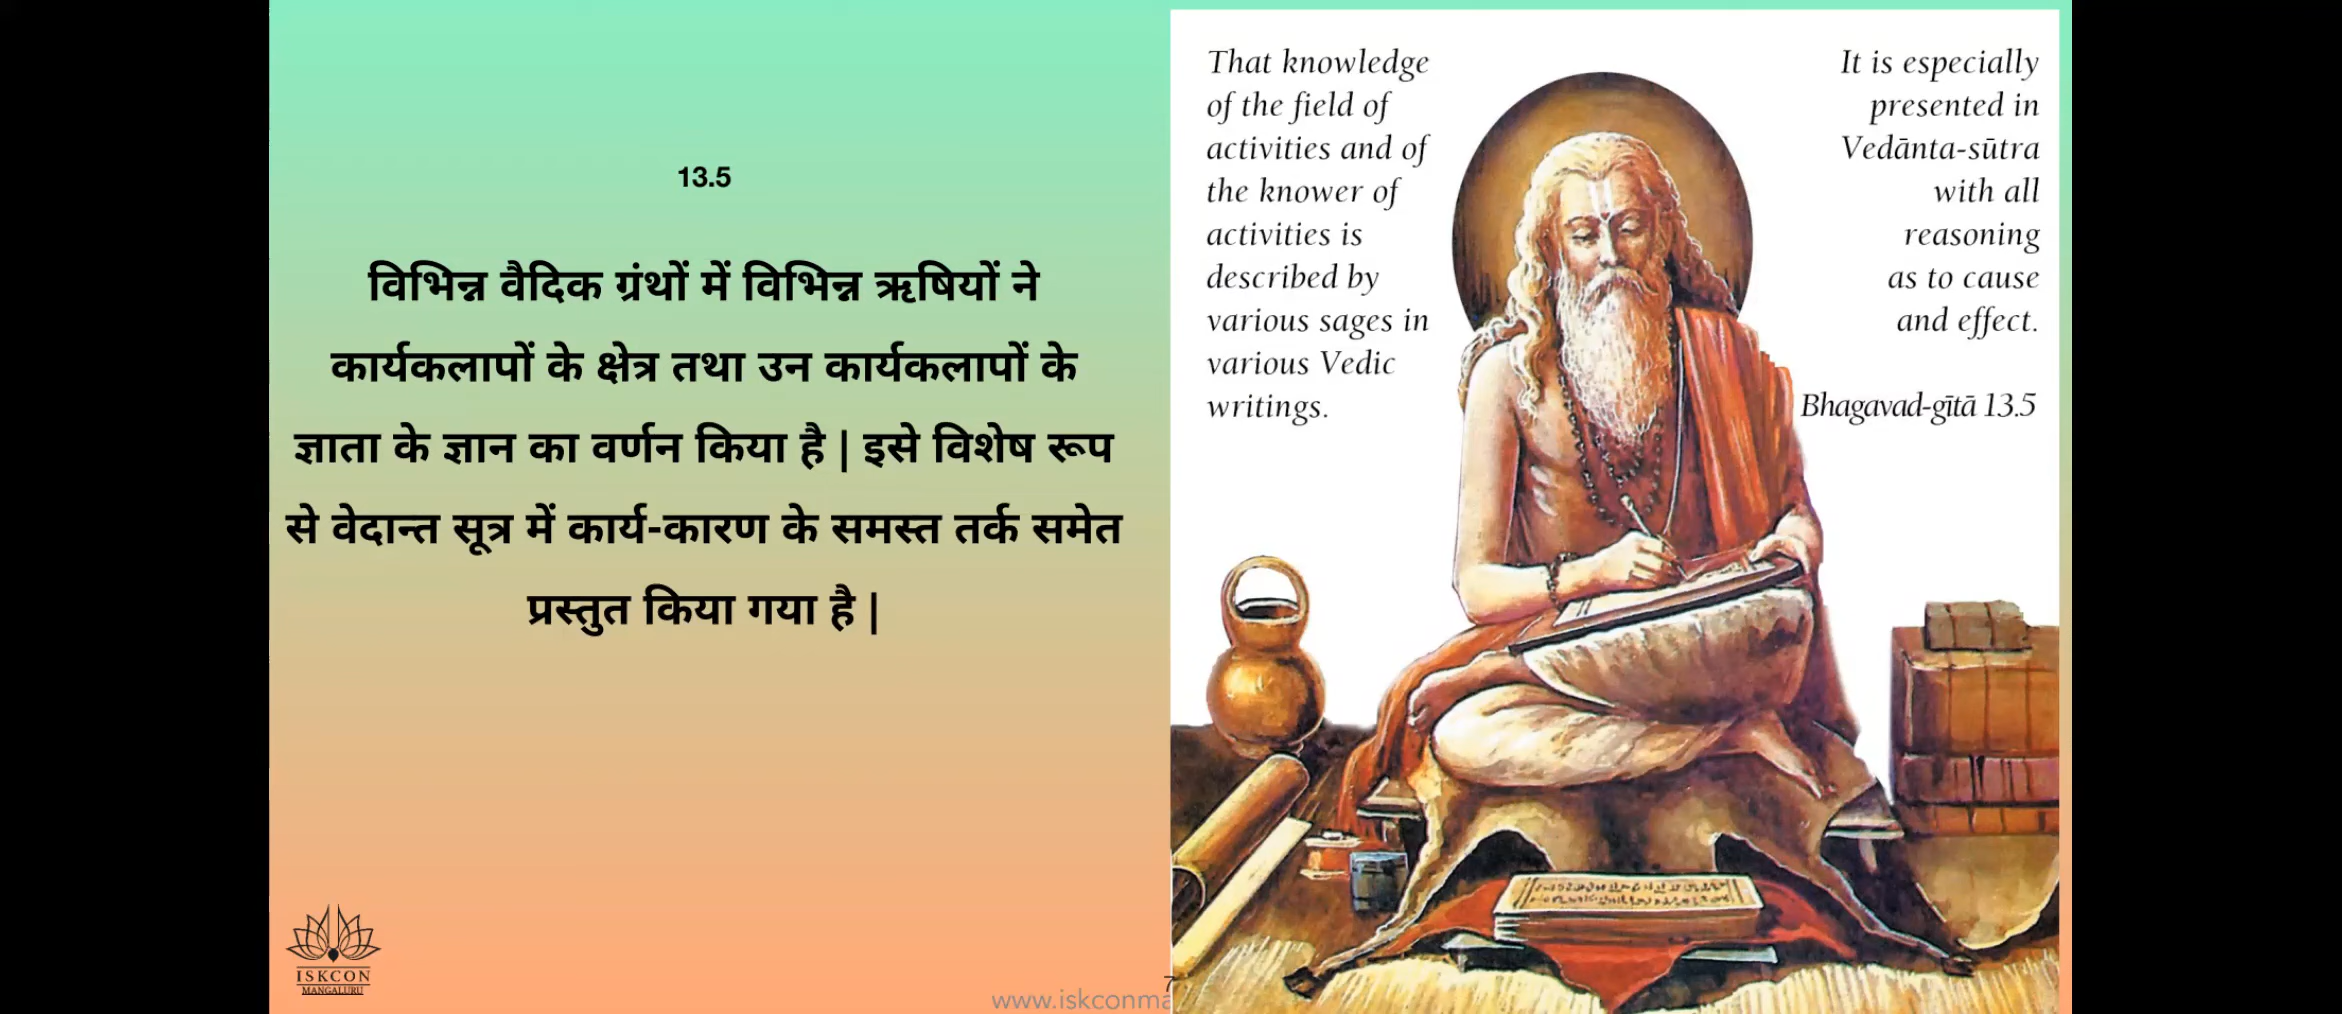 13.5
विभिन्न वैदिक ग्रंथों में विभिन्न ऋषियों ने
कार्यकलापों के क्षेत्र तथा उन कार्यकलापों के
ज्ञाता के ज्ञान का वर्णन किया है | इसे विशेष रूप
से वेदान्त सूत्र में कार्य-कारण के समस्त तर्क समेत
प्रस्तुत किया गया है |
ISKCON
MANGALURU
www.iskconma
7
That knowledge
of the field of
activities and of
the knower of
activities is
described by
various sages in
various Vedic
writings.
It is especially
presented in
Vedānta-sūtra
with all
reasoning
as to cause
and effect.
Bhagavad-gītā 13.5